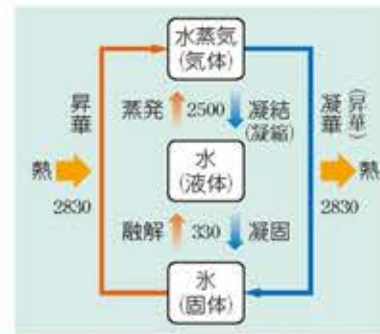 水蒸気
(気体)
昇華
蒸発
2500
凝結
(凝縮)
凝華
(昇華)
熱
水
(液体)
熱
2830
2830
融解
330
凝固
氷
(固体)